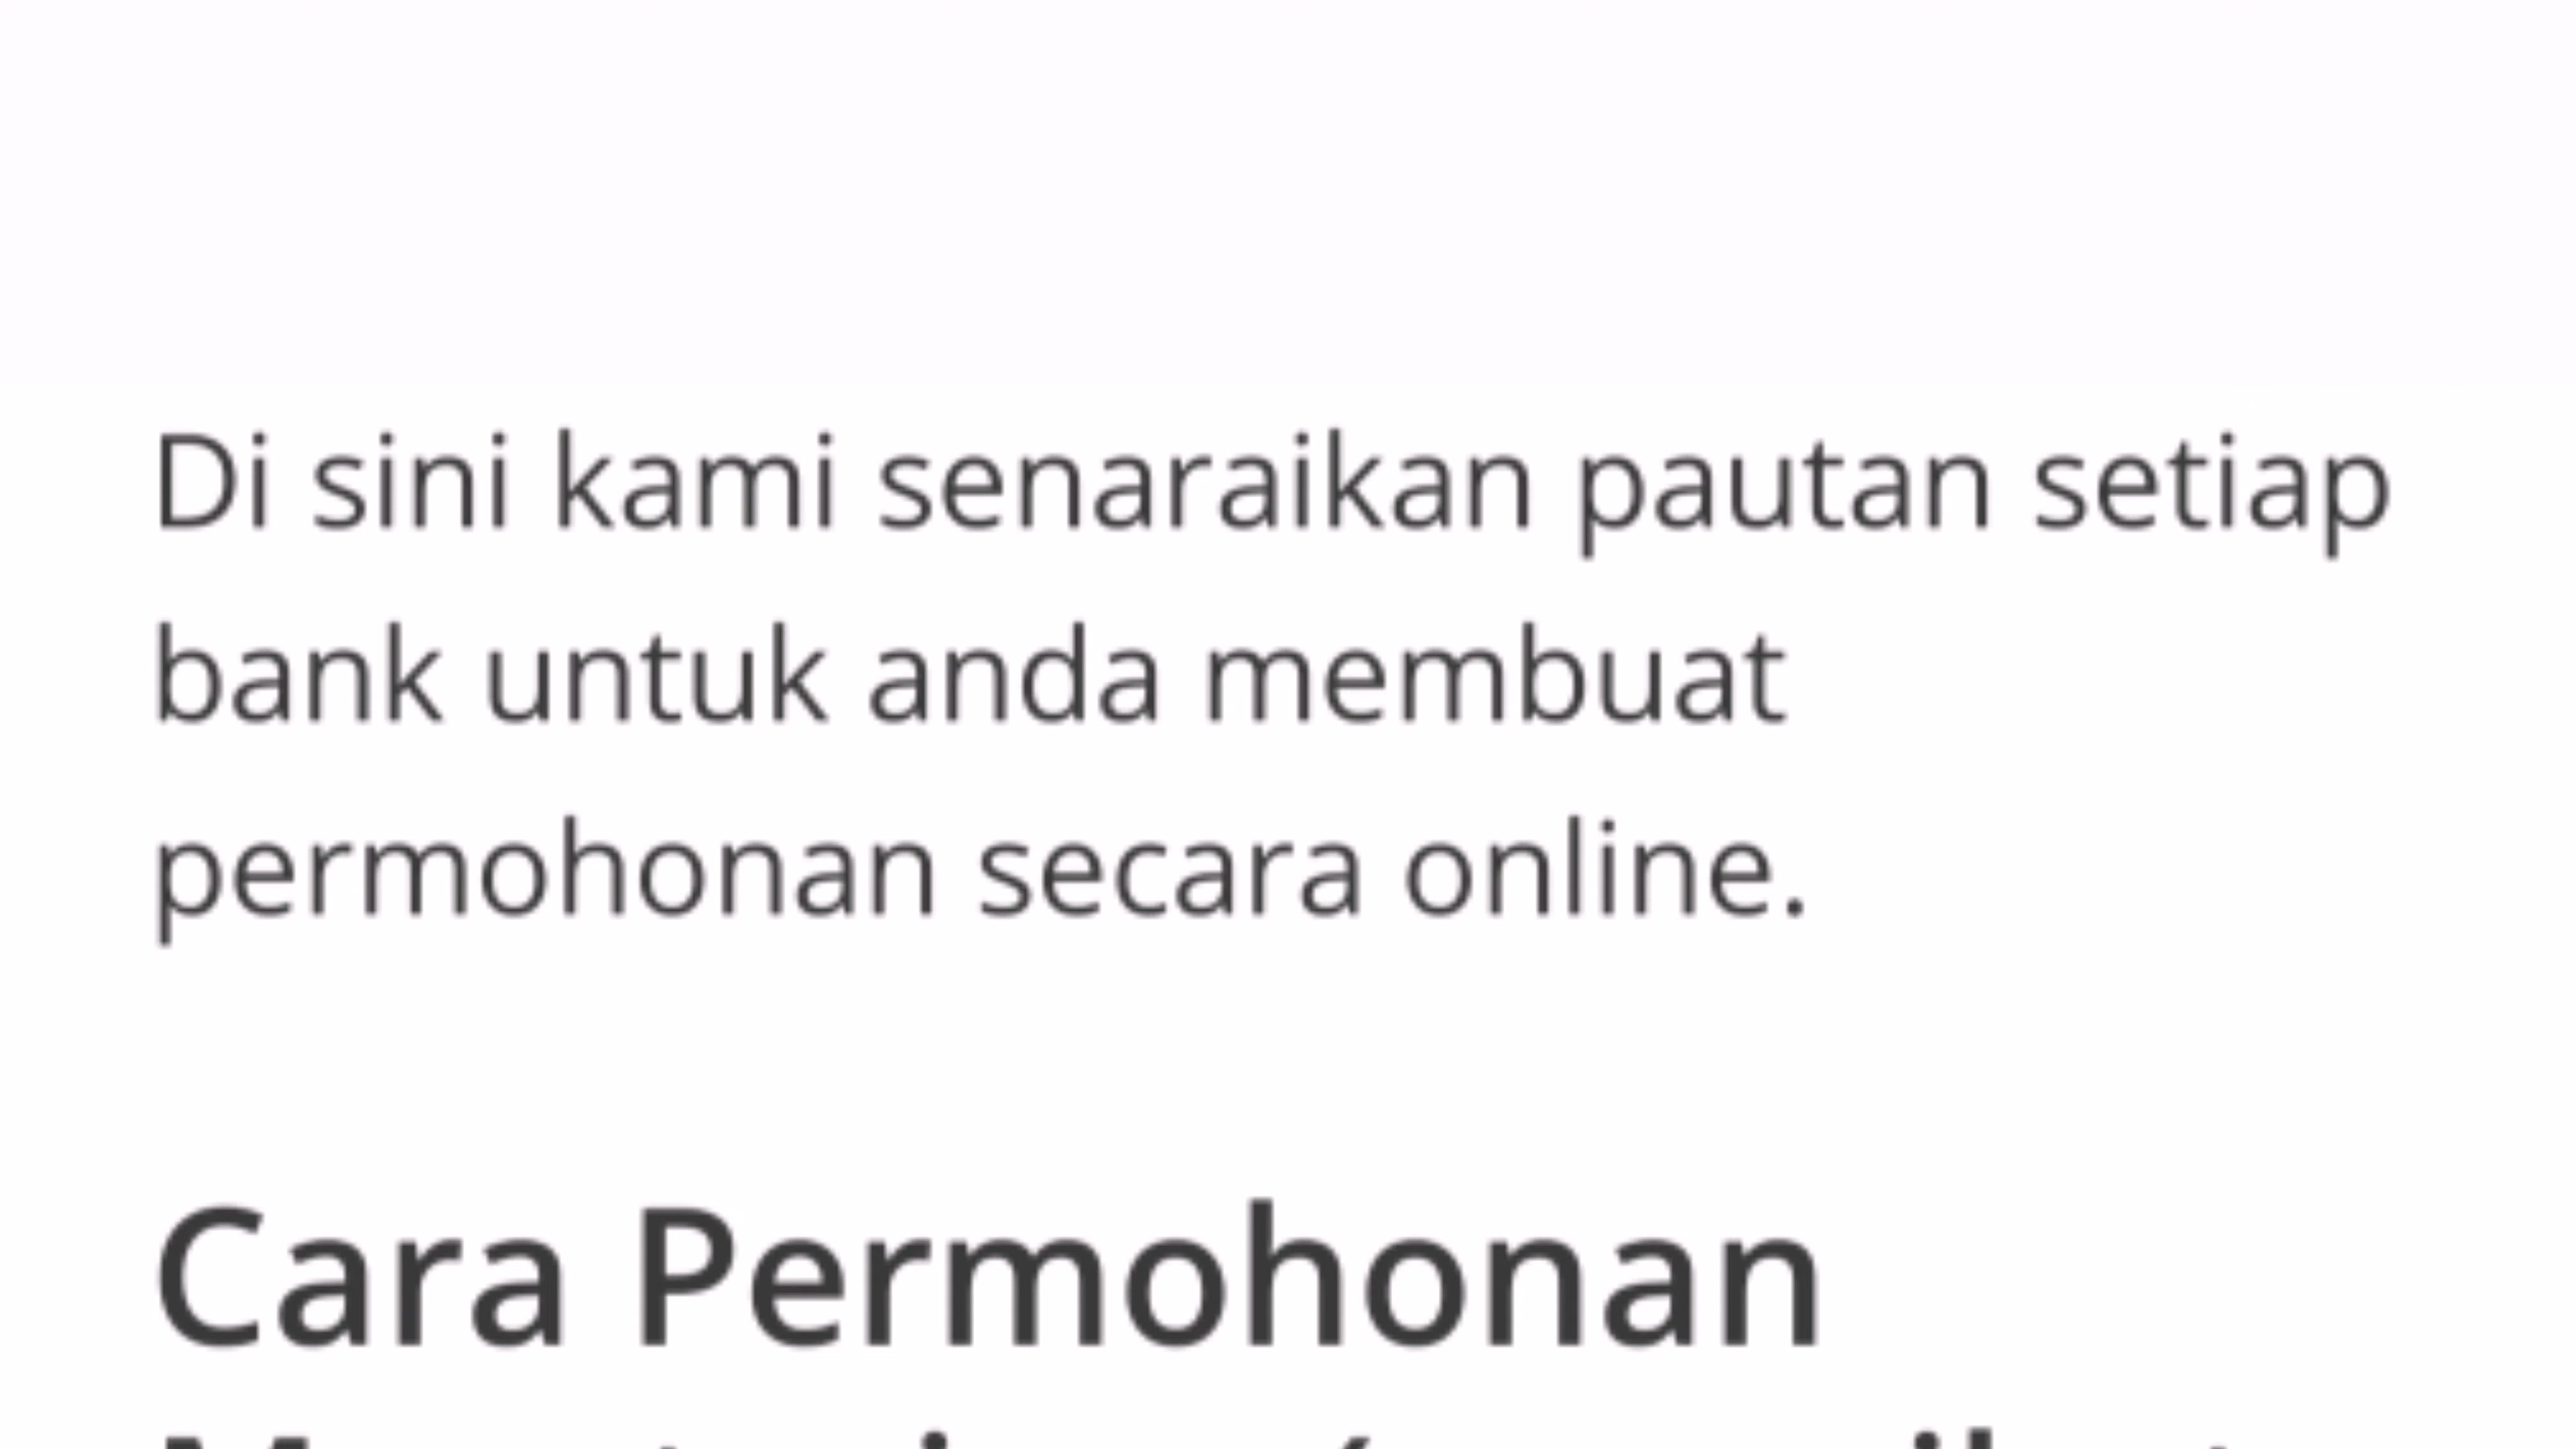 Di sini kami senaraikan pautan setiap
bank untuk anda membuat
permohonan secara online.
Cara Permohonan